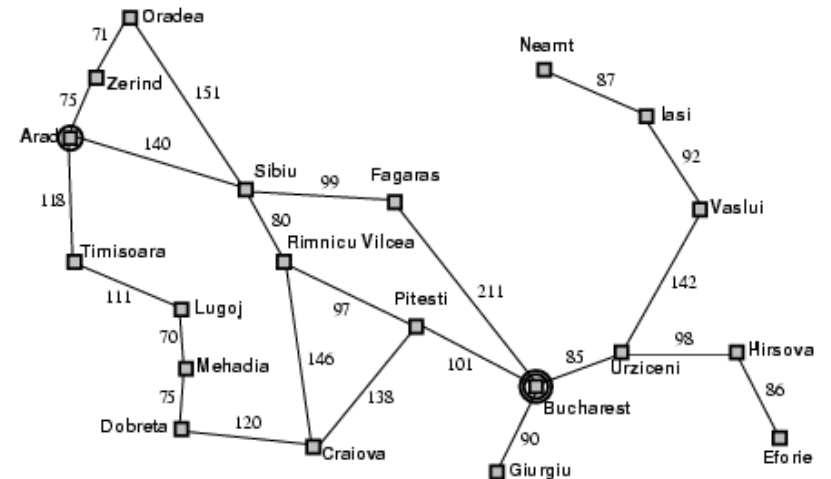 Oradea
71
Neamt
Zerind
87
75
151
Iasi
Arad
140
92
Sibiu
Fagaras
99
118
80
Vaslui
Timisoara
Rimnicu Vilcea
111
211
142
Lugoj
97
Pitesti
70
98
Hirsova
146
85
Mehadia
101
Urziceni
75
138
86
Bucharest
Dobreta
120
90
Craiova
Eforie
Giurgiu